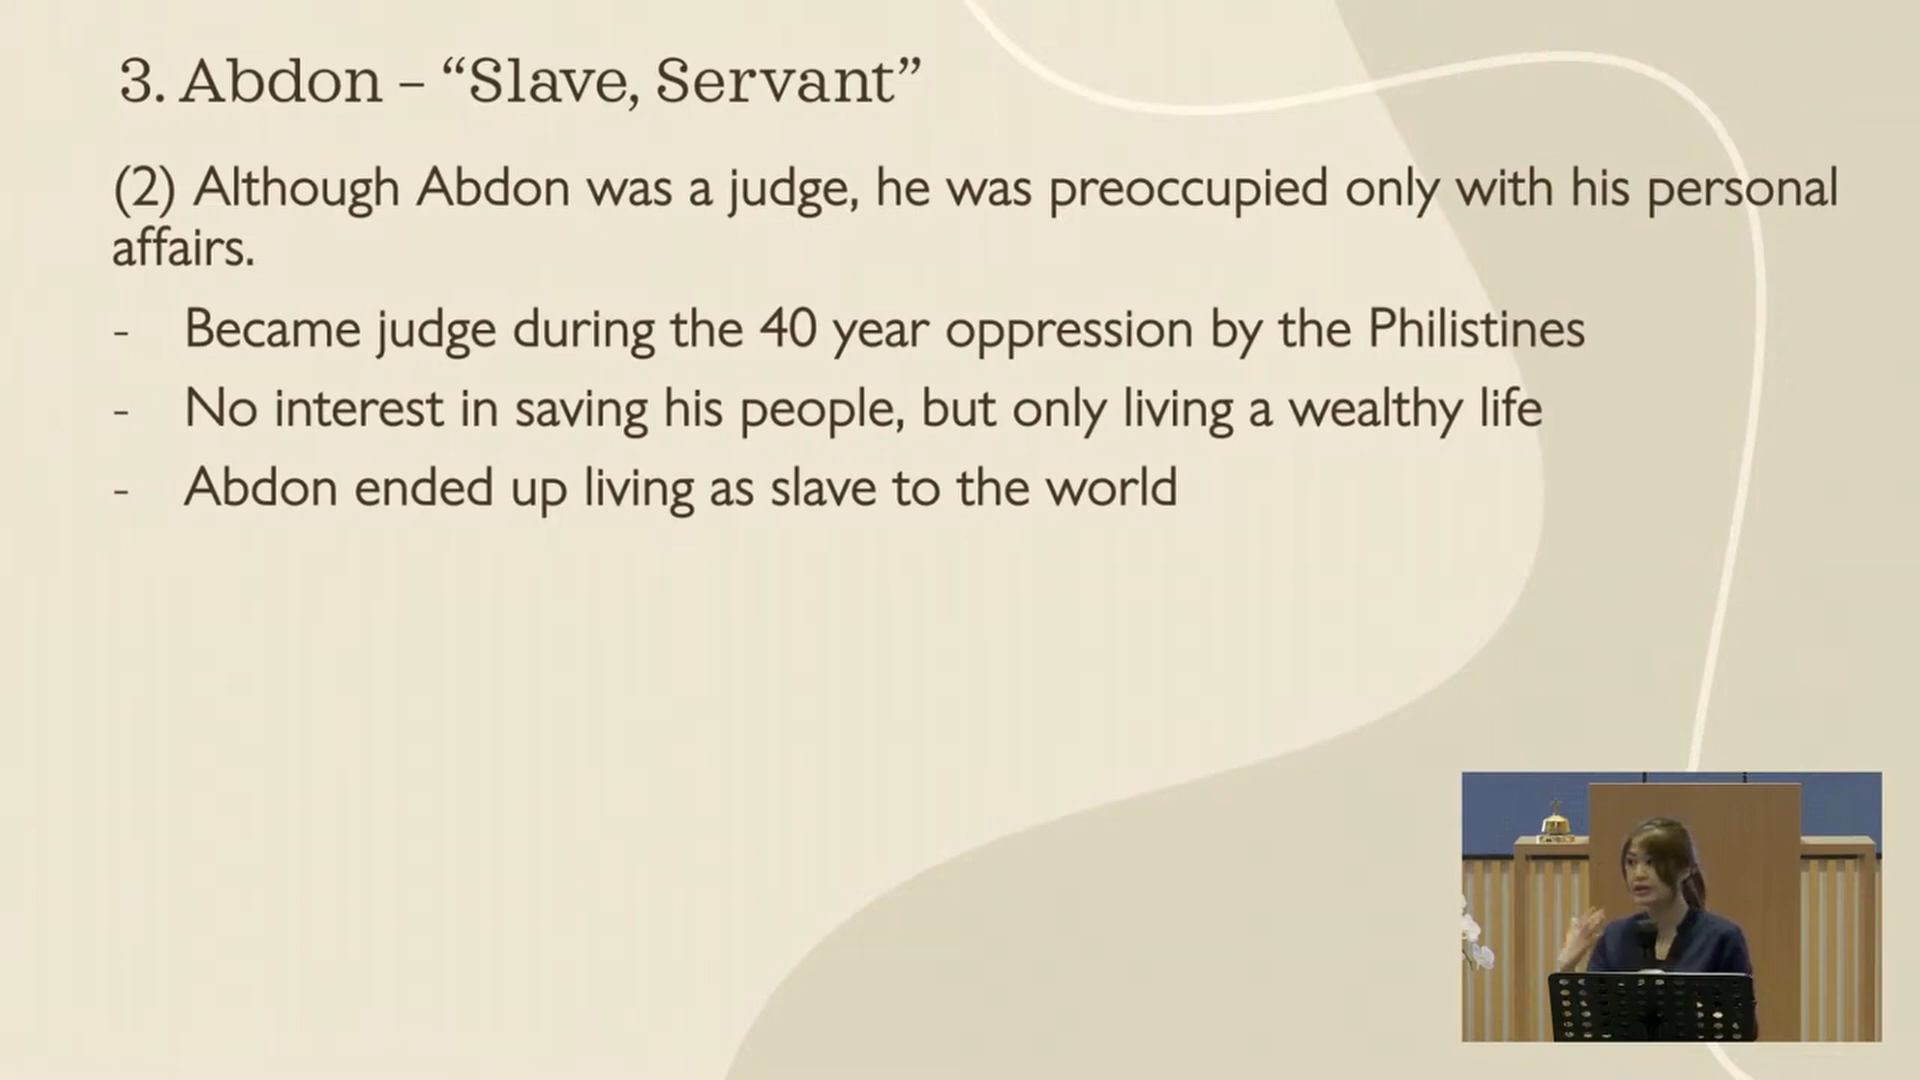 3. Abdon – “Slave, Servant”
(2) Although Abdon was a judge, he was preoccupied only with his personal
affairs.
- Became judge during the 40 year oppression by the Philistines
- No interest in saving his people, but only living a wealthy life
- Abdon ended up living as slave to the world